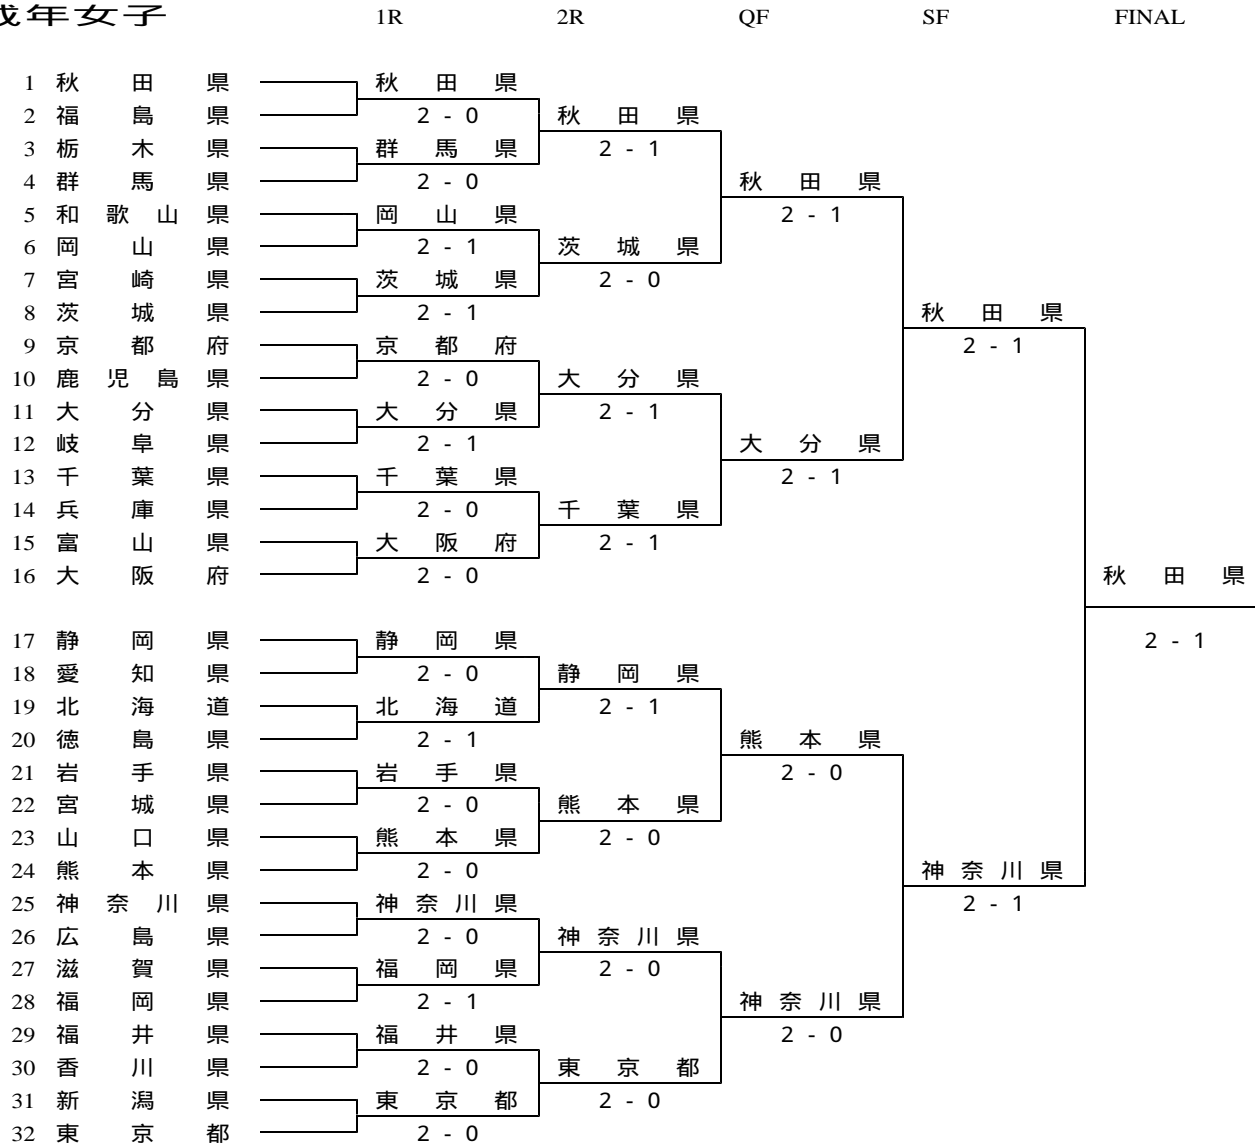 成年女子 1R 2R QF SF FINAL
1 秋田県 秋田県
2 福島県 2 - 0 秋田県
3 栃木県 群馬県 2 - 1
4 群馬県 2 - 0 秋田県
5 和歌山県 岡山県 2 - 1
6 岡山県 2 - 1 茨城県
7 宮崎県 茨城県 2 - 0
8 茨城県 2 - 1 秋田県
9 京都府 京都府 2 - 1
10 鹿児島県 2 - 0 大分県
11 大分県 大分県 2 - 1
12 岐阜県 2 - 1 大分県
13 千葉県 千葉県 2 - 1
14 兵庫県 2 - 0 千葉県
15 富山県 大阪府 2 - 1
16 大阪府 2 - 0 秋田県
17 静岡県 静岡県 2 - 1
18 愛知県 2 - 0 静岡県
19 北海道 北海道 2 - 1
20 徳島県 2 - 1 熊本県
21 岩手県 岩手県 2 - 0
22 宮城県 2 - 0 熊本県
23 山口県 熊本県 2 - 0
24 熊本県 2 - 0 神奈川県
25 神奈川県 神奈川県 2 - 1
26 広島県 2 - 0 神奈川県
27 滋賀県 福岡県 2 - 0
28 福岡県 2 - 1 神奈川県
29 福井県 福井県 2 - 0
30 香川県 2 - 0 東京都
31 新潟県 東京都 2 - 0
32 東京都 2 - 0